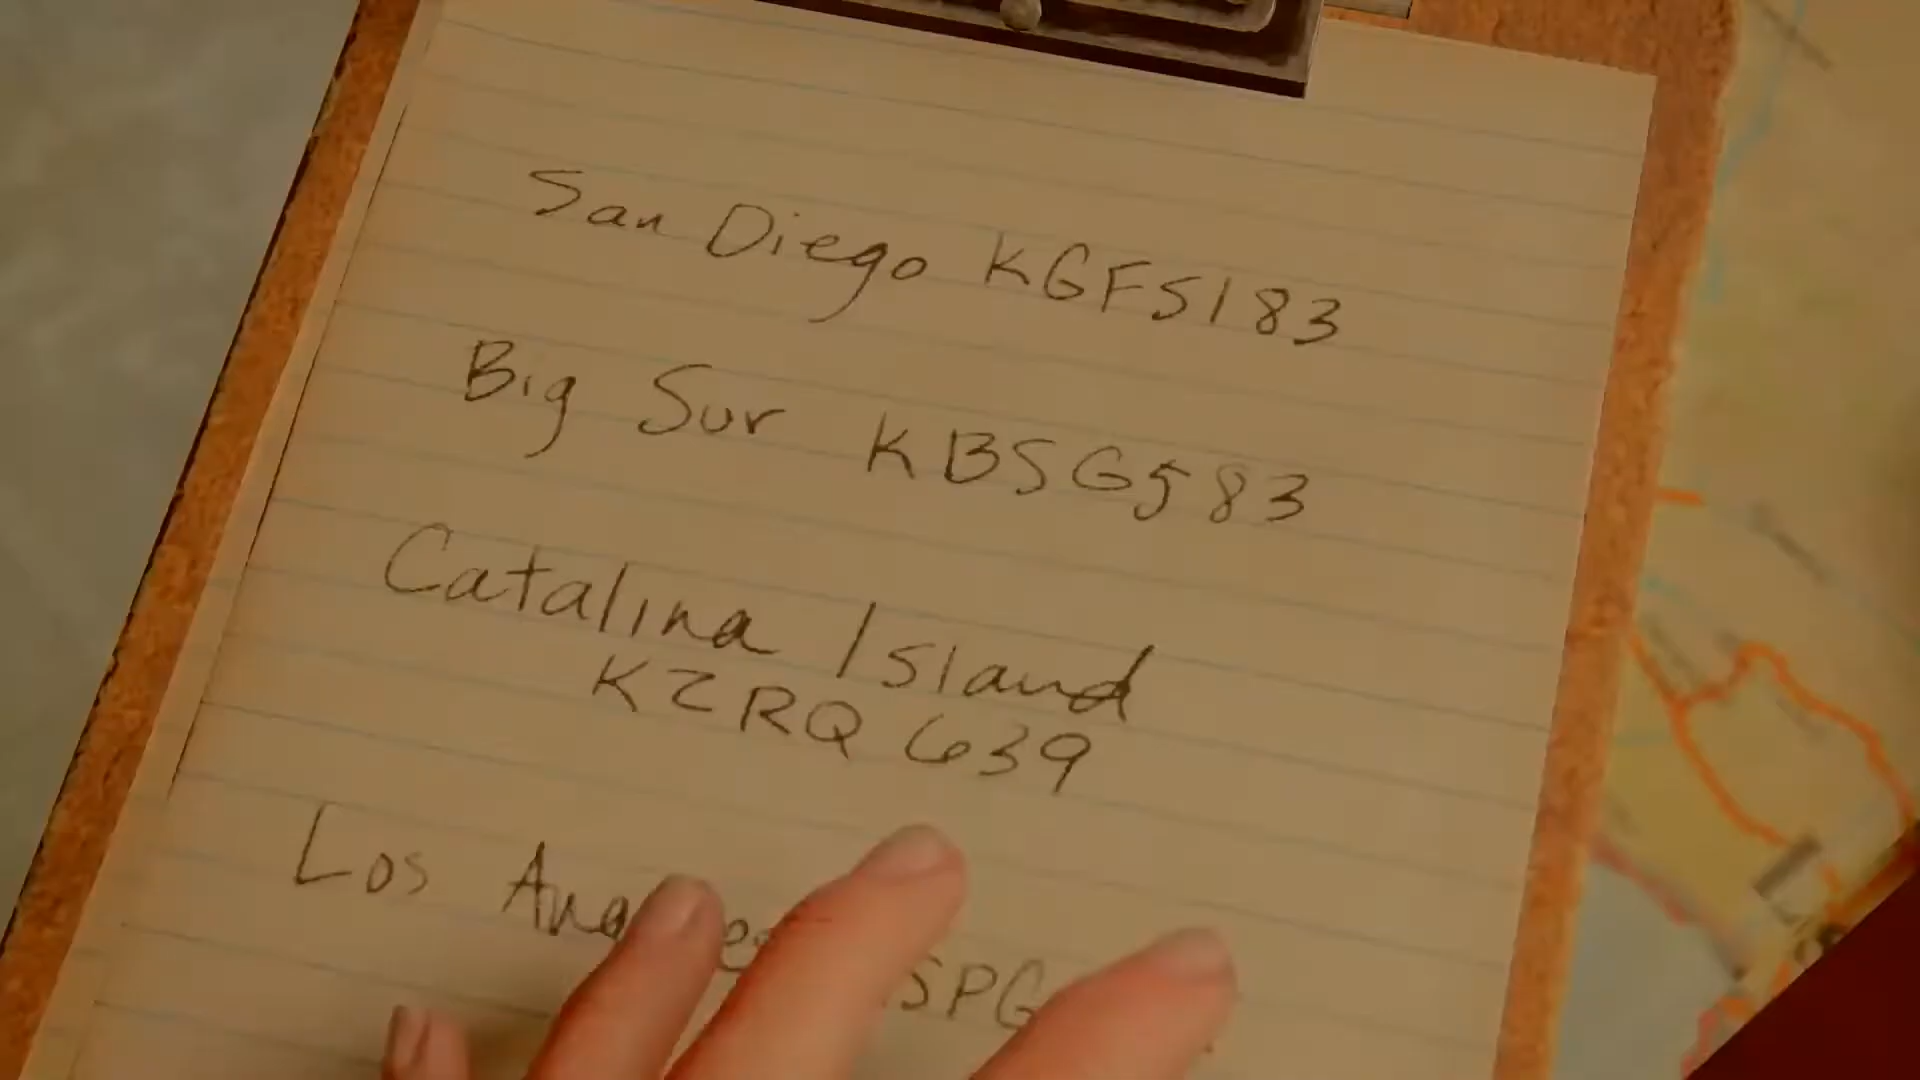 San Diego KGFS183
Big Sur KBSG583
Catalina Island
KZRQ 639
Los